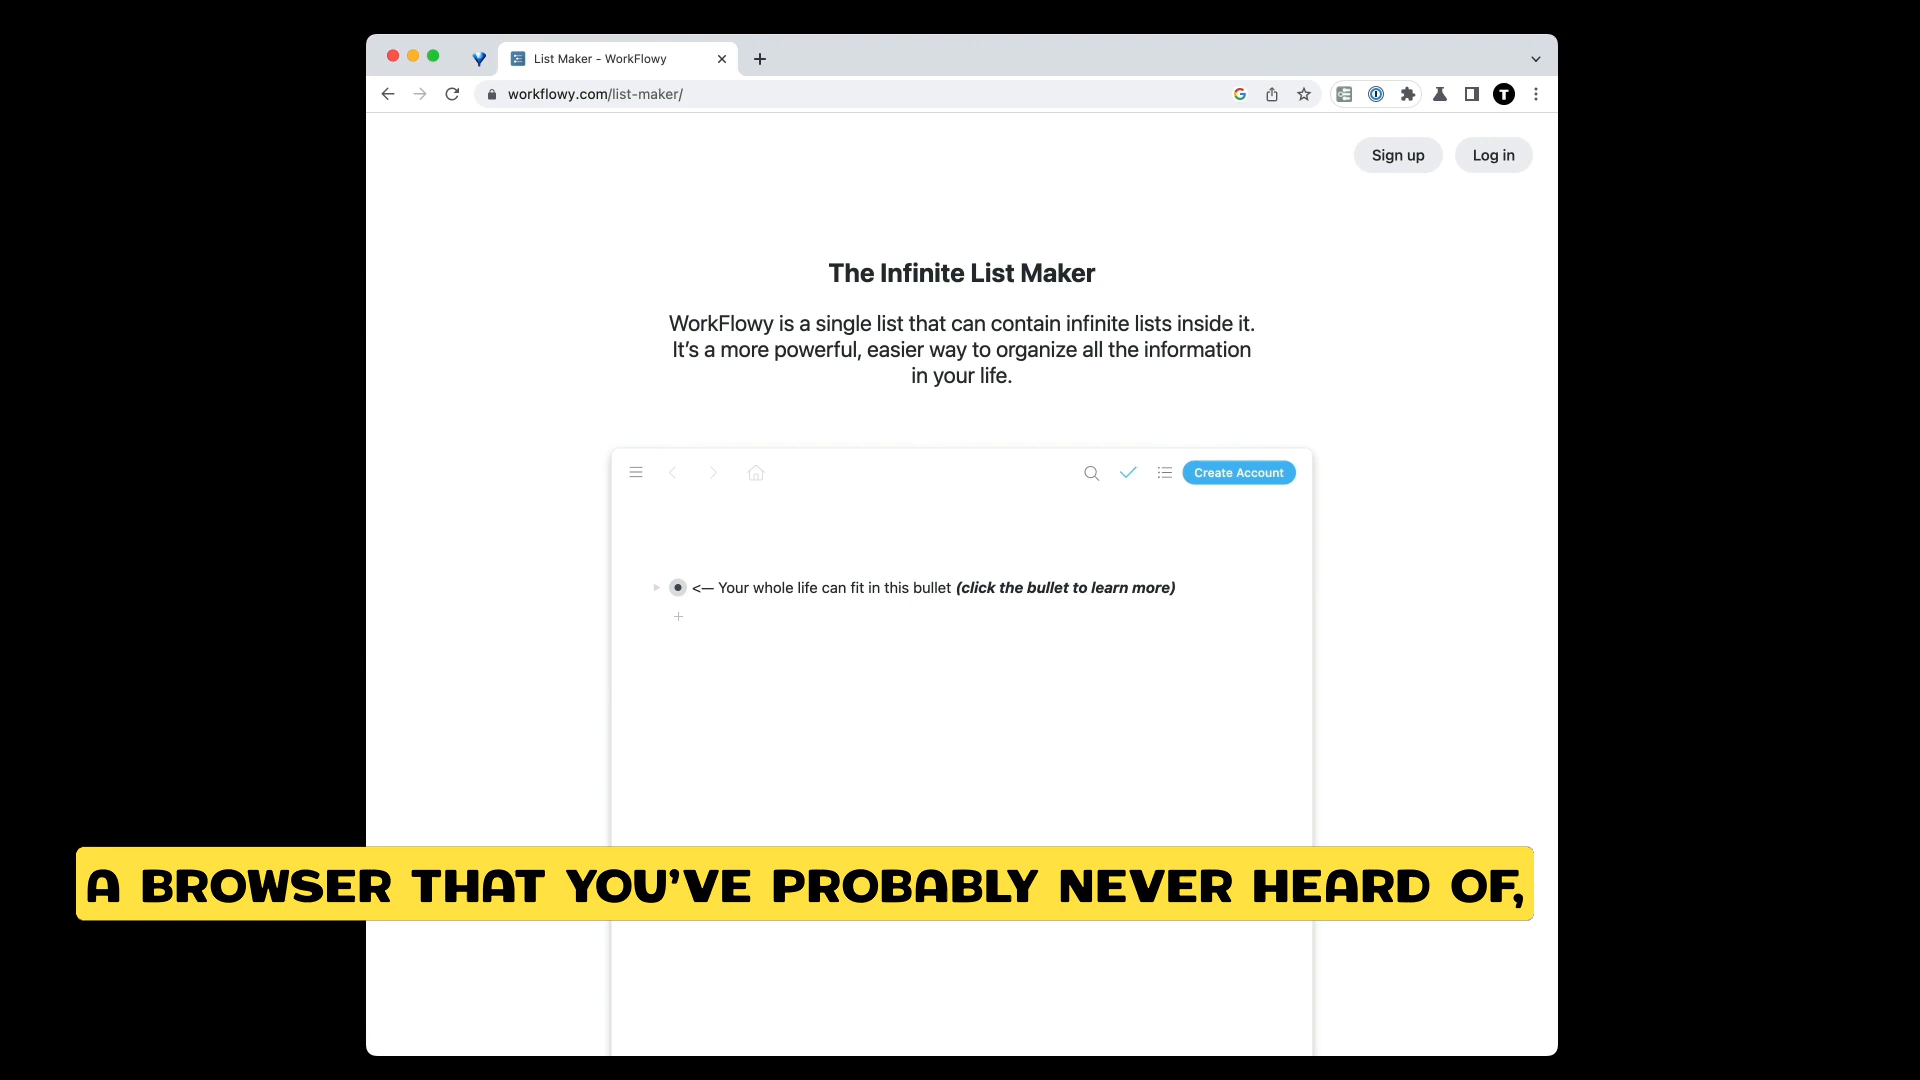 List Maker - WorkFlowy
workflowy.com/list-maker/
T
Sign up
Log in
The Infinite List Maker
WorkFlowy is a single list that can contain infinite lists inside it.
It’s a more powerful, easier way to organize all the information
in your life.
Create Account
<— Your whole life can fit in this bullet (click the bullet to learn more)
A BROWSER THAT YOU’VE PROBABLY NEVER HEARD OF,